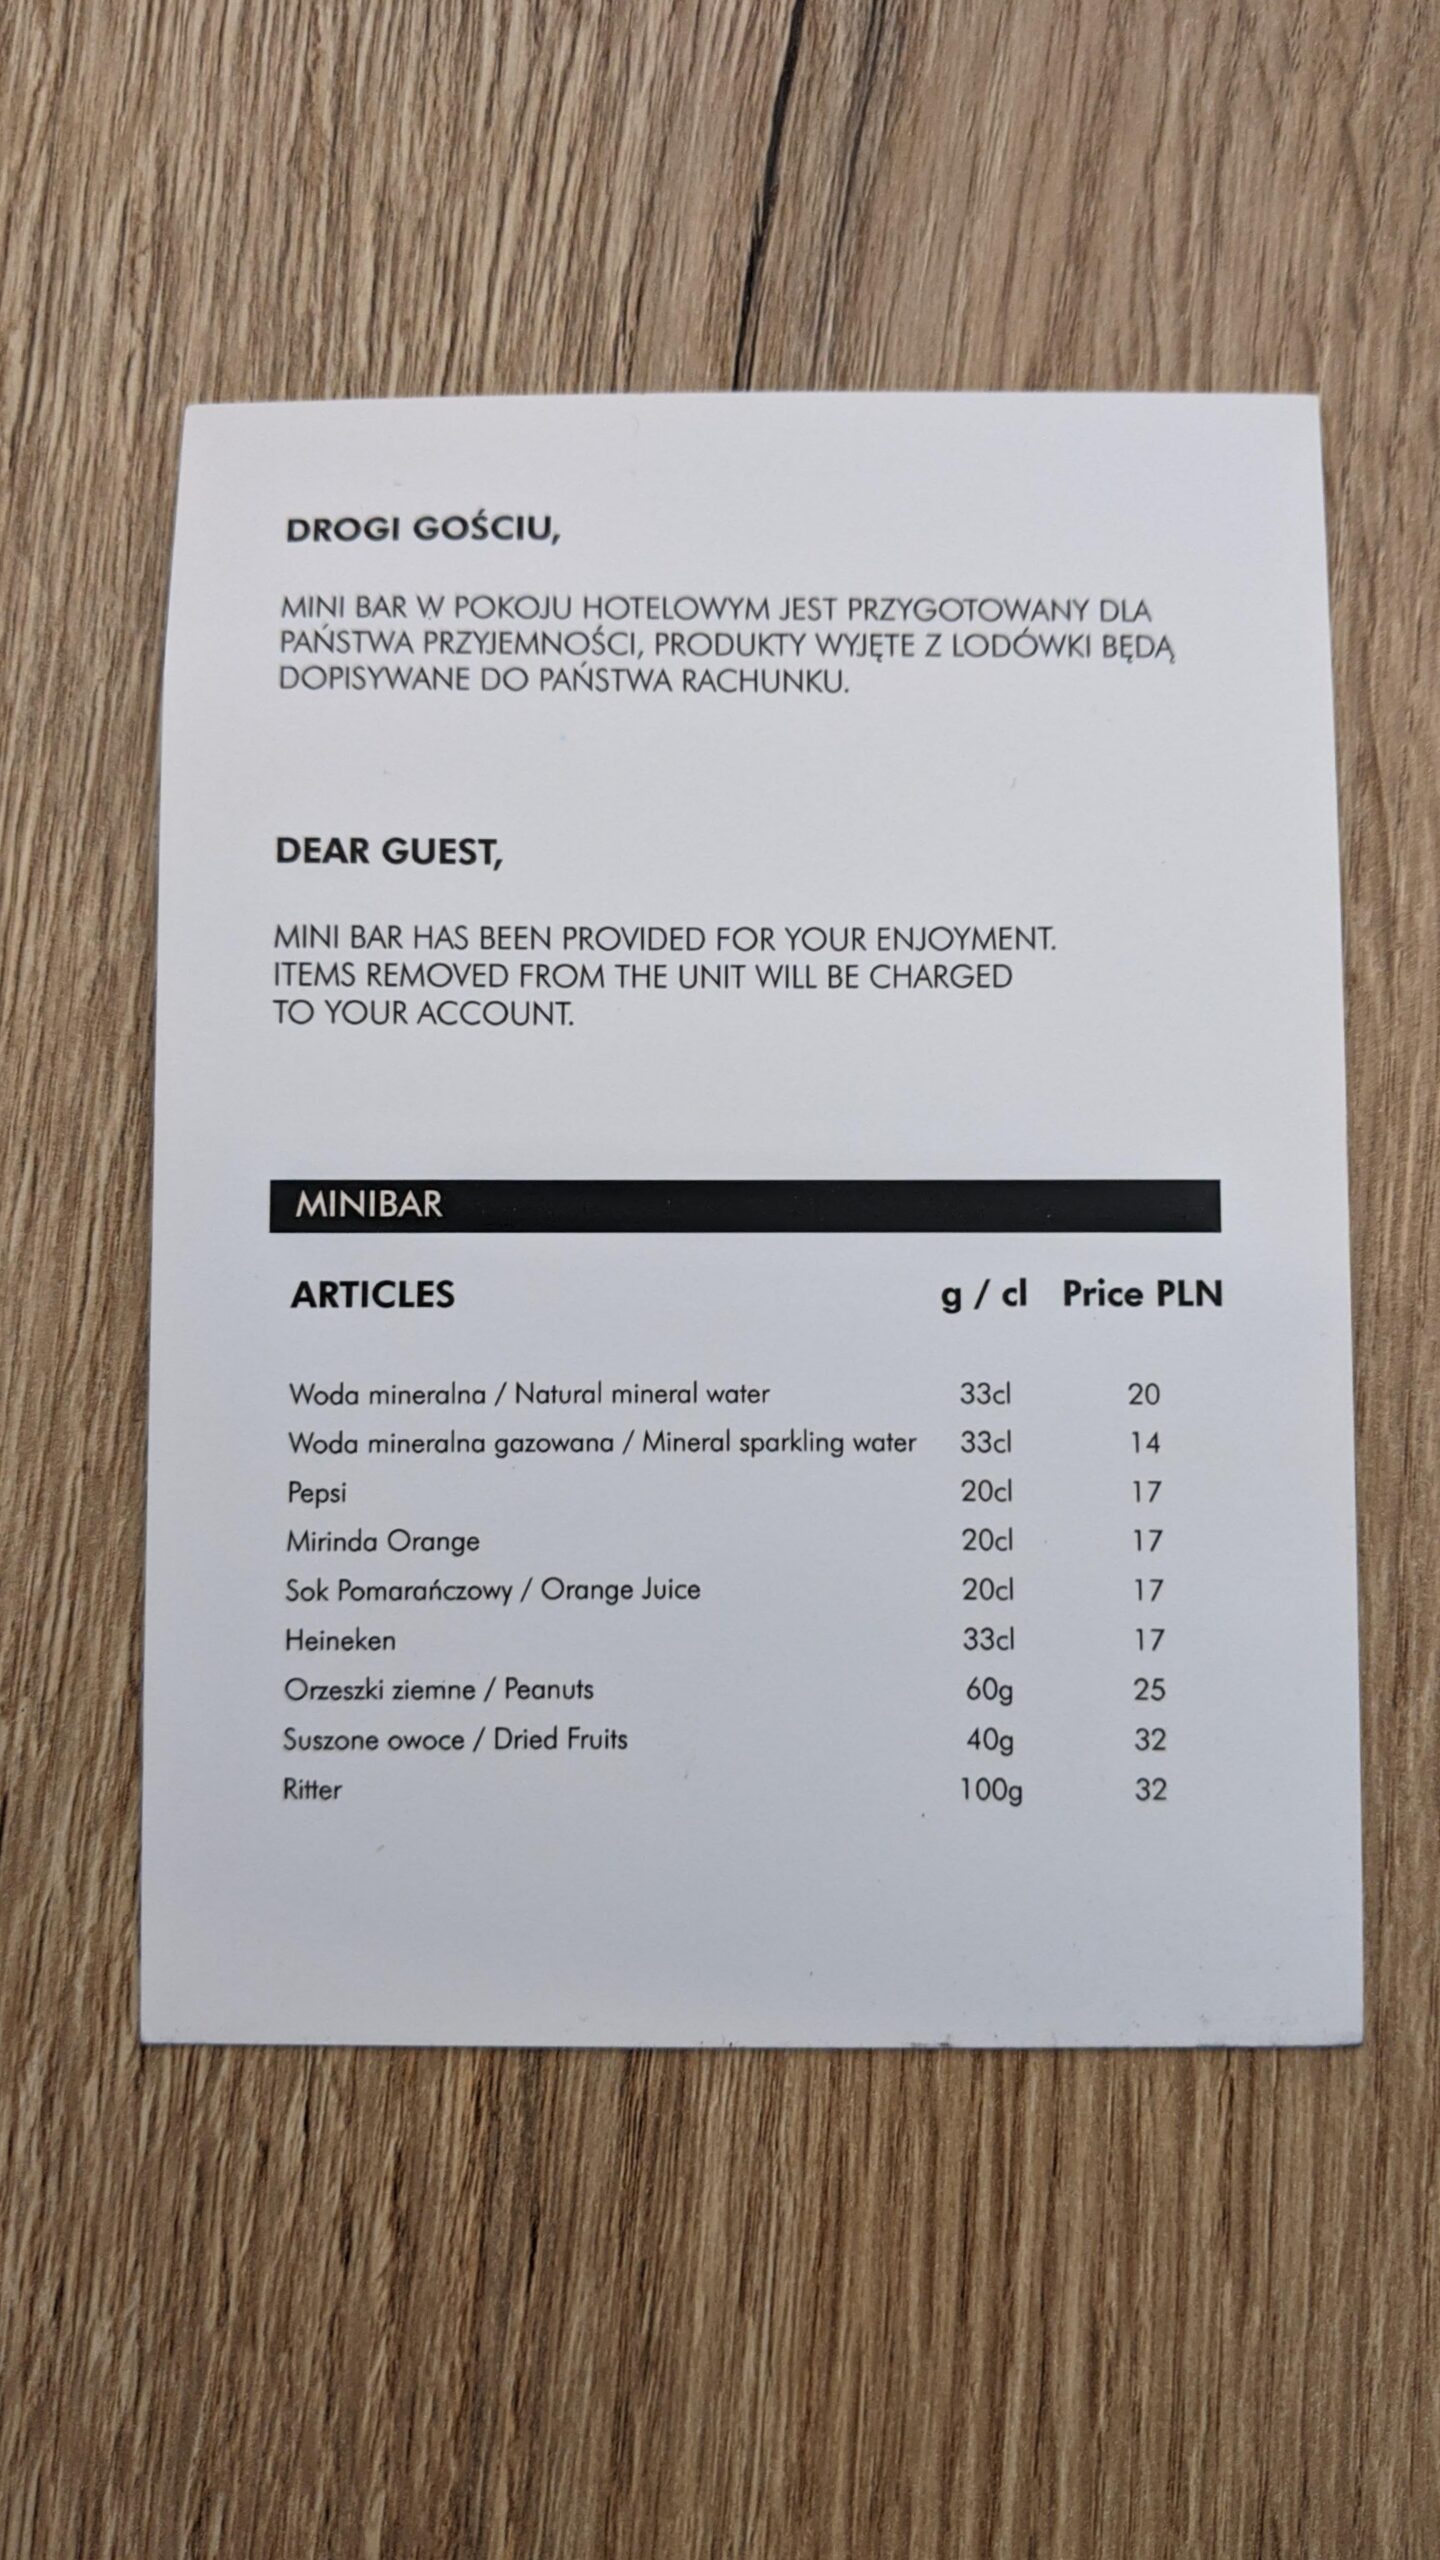 DROGI GOŚCIU,
MINI BAR W POKOJU HOTELOWYM JEST PRZYGOTOWANY DLA
PAŃSTWA PRZYJEMNOŚCI, PRODUKTY WYJĘTE Z LODÓWKI BĘDĄ
DOPISYWANE DO PAŃSTWA RACHUNKU.
DEAR GUEST,
MINI BAR HAS BEEN PROVIDED FOR YOUR ENJOYMENT.
ITEMS REMOVED FROM THE UNIT WILL BE CHARGED
TO YOUR ACCOUNT.
MINIBAR
ARTICLES g / cl Price PLN
Woda mineralna / Natural mineral water 33cl 20
Woda mineralna gazowana / Mineral sparkling water 33cl 14
Pepsi 20cl 17
Mirinda Orange 20cl 17
Sok Pomarańczowy / Orange Juice 20cl 17
Heineken 33cl 17
Orzeszki ziemne / Peanuts 60g 25
Suszone owoce / Dried Fruits 40g 32
Ritter 100g 32